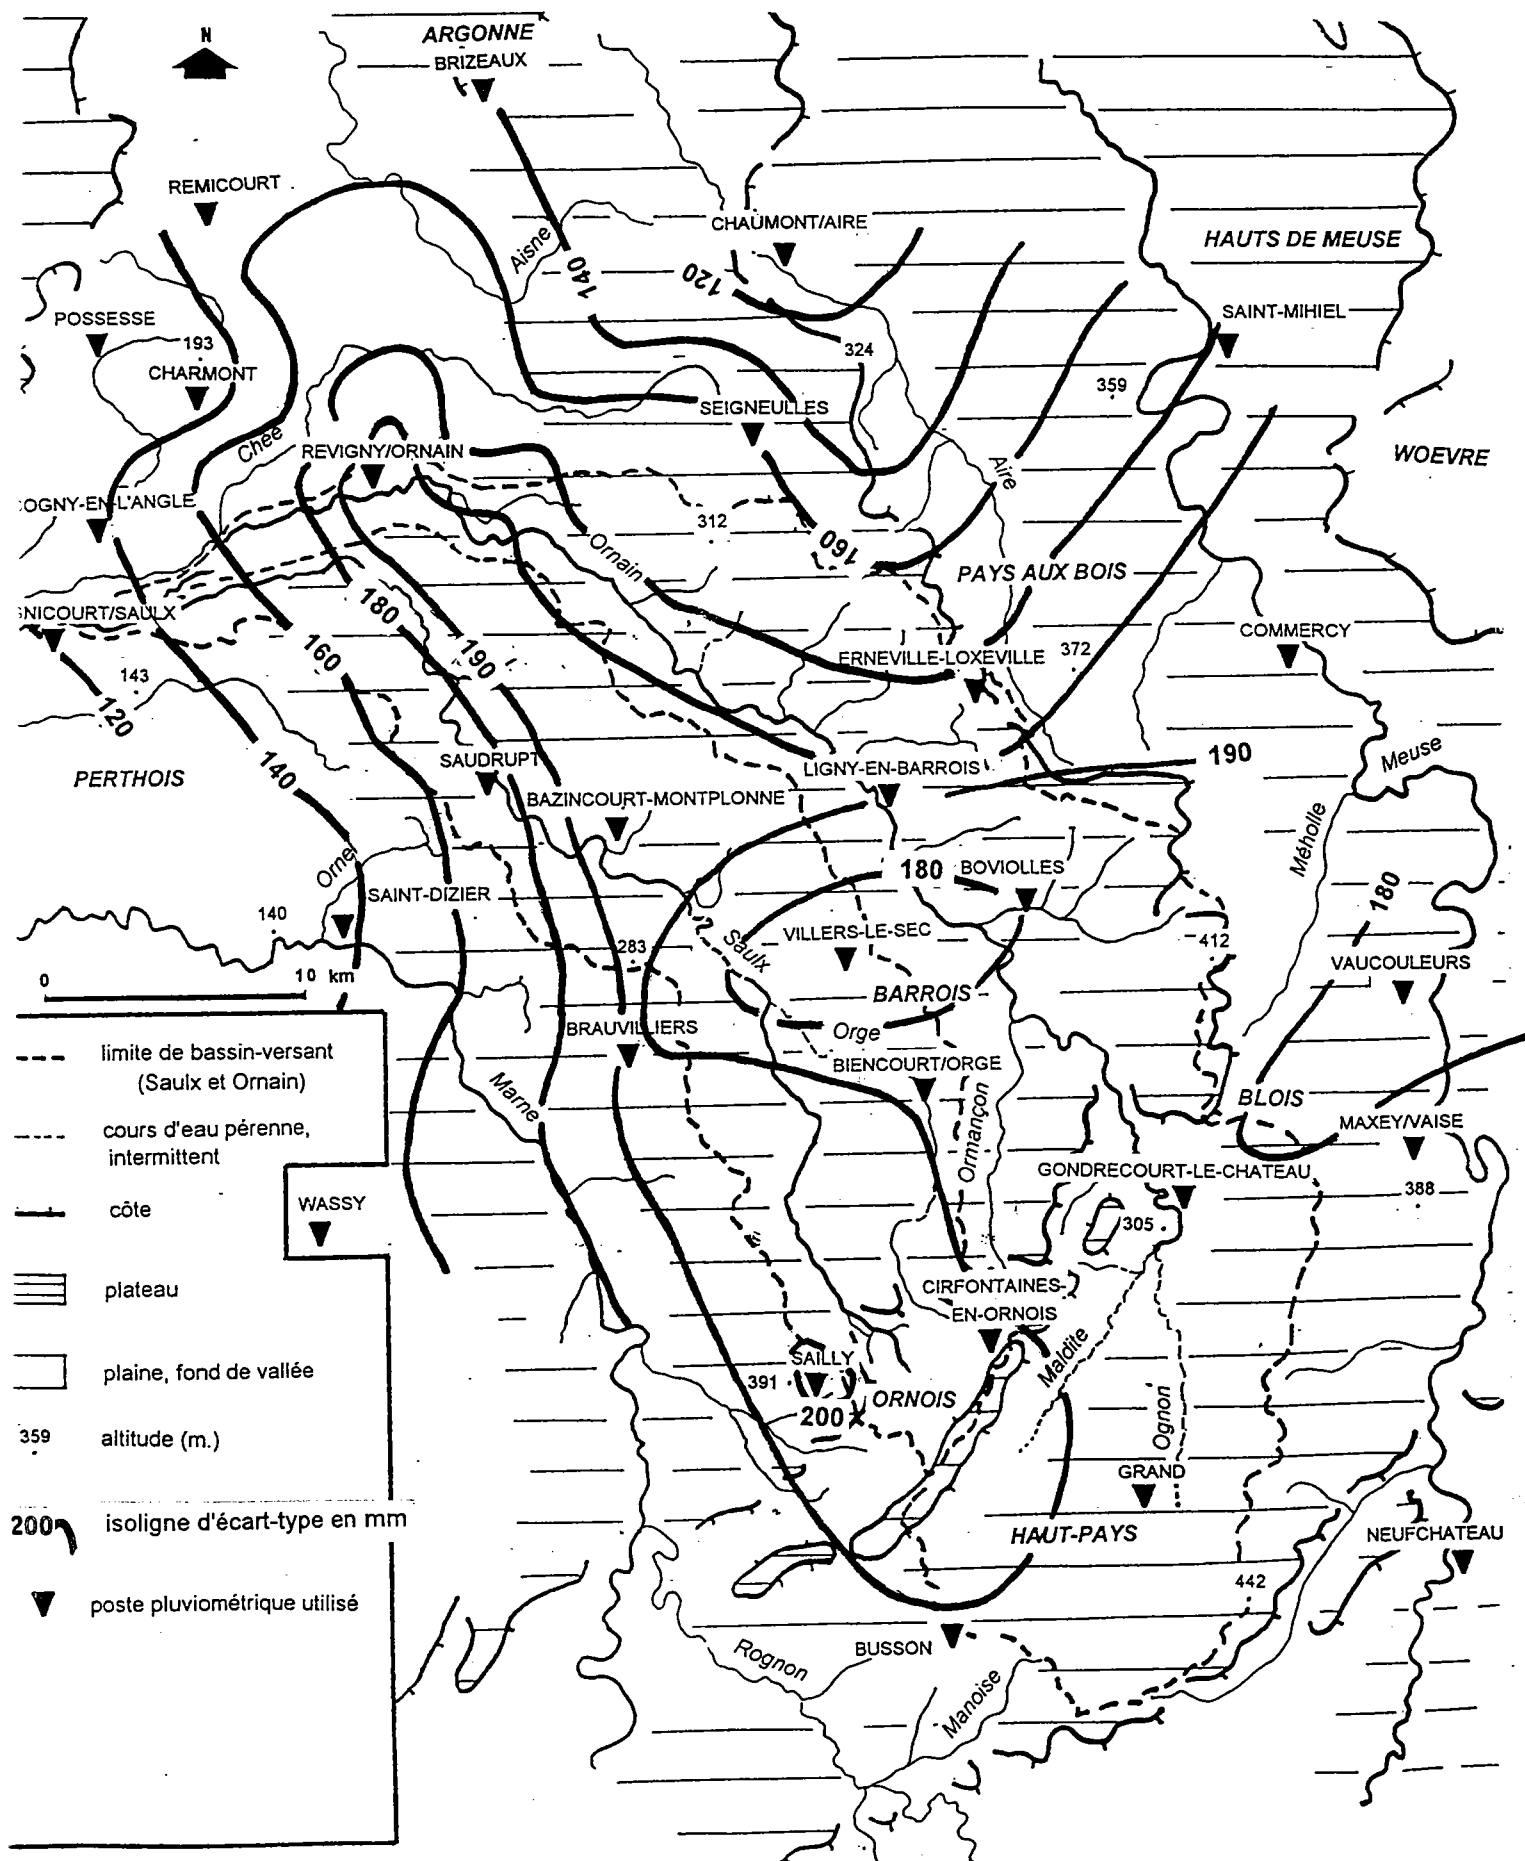 ARGONNE
N
BRIZEAUX
REMICOURT
CHAUMONT/AIRE
Aisne
HAUTS DE MEUSE
140
120
POSSESSE
SAINT-MIHIEL
193
324
CHARMONT
359
SEIGNEULLES
Chée
REVIGNY/ORNAIN
WOEVRE
Aire
OGNY-EN-L'ANGLE
312
160
Ornain
PAYS AUX BOIS
180
NICOURT/SAULX
COMMERCY
160
190
ERNEVILLE-LOXEVILLE
372
143
120
Meuse
190
SAUDRUPT
LIGNY-EN-BARROIS
PERTHOIS
140
BAZINCOURT-MONTPLONNE
Méholle
Ornel
180
BOVIOLLES
180
SAINT-DIZIER
140
VILLERS-LE-SEC
412
Saulx
283
VAUCOULEURS
0
10 km
BARROIS
BRAUVILLIERS
Orge
limite de bassin-versant
(Saulx et Ornain)
BIENCOURT/ORGE
Marne
BLOIS
Ormançon
MAXEY/VAISE
cours d'eau pérenne,
intermittent
GONDRECOURT-LE-CHATEAU
388
WASSY
côte
305
CIRFONTAINES-
EN-ORNOIS
plateau
Maldite
SAILLY
plaine, fond de vallée
391
ORNOIS
200
Ognon
359
altitude (m.)
GRAND
200
isoligne d'écart-type en mm
HAUT-PAYS
NEUFCHATEAU
442
poste pluviométrique utilisé
BUSSON
Rognon
Manoise